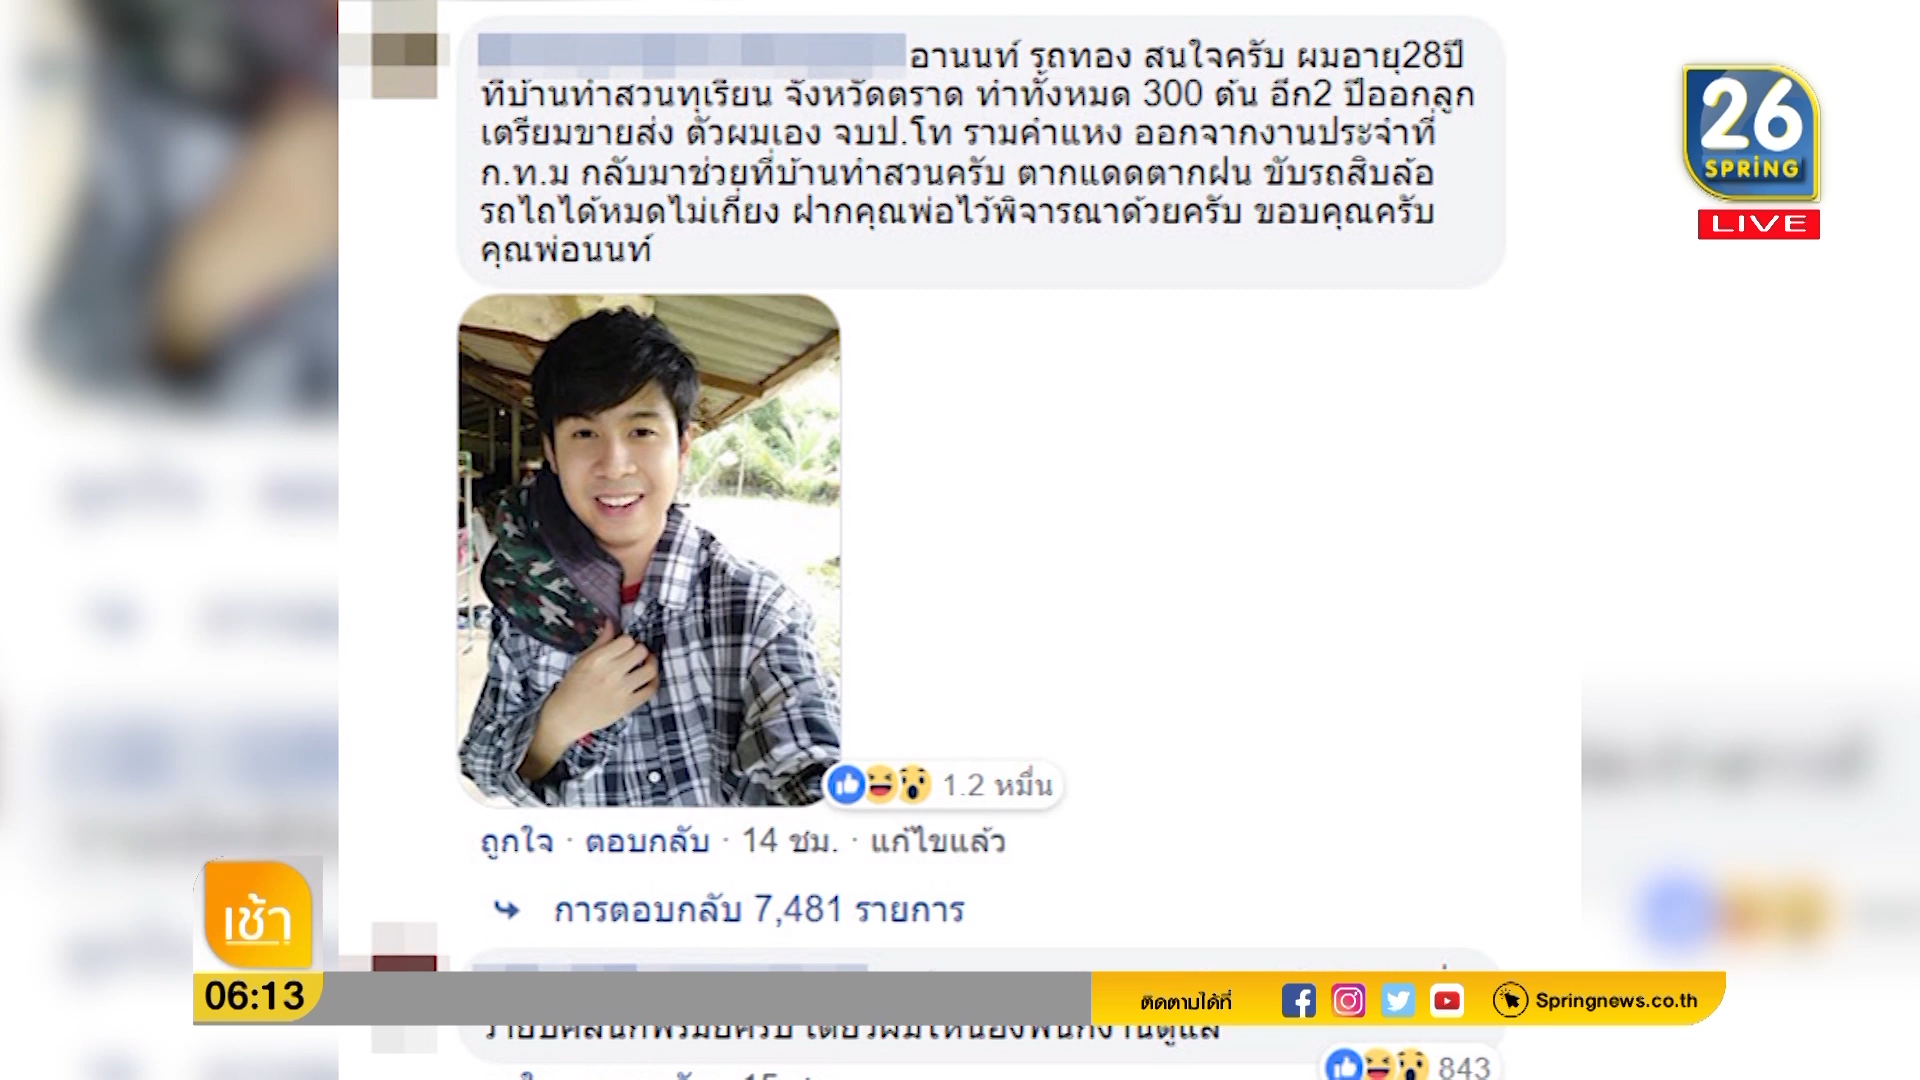 อานนท์ รถทอง สนใจครับ ผมอายุ28ปี
ที่บ้านทำสวนทุเรียน จังหวัดตราด ทำทั้งหมด 300 ต้น อีก2 ปีออกลูก
เตรียมขายส่ง ตัวผมเอง จบป.โท รามคำแหง ออกจากงานประจำที่
ก.ท.ม กลับมาช่วยที่บ้านทำสวนครับ ตากแดดตากฝน ขับรถสิบล้อ
รถไถได้หมดไม่เกี่ยง ฝากคุณพ่อไว้พิจารณาด้วยครับ ขอบคุณครับ
คุณพ่อนนท์
26
SPRING
LIVE
1.2 หมื่น
ถูกใจ · ตอบกลับ · 14 ชม. · แก้ไขแล้ว
การตอบกลับ 7,481 รายการ
เช้า
06:13
ติดตามได้ที่
Springnews.co.th
843